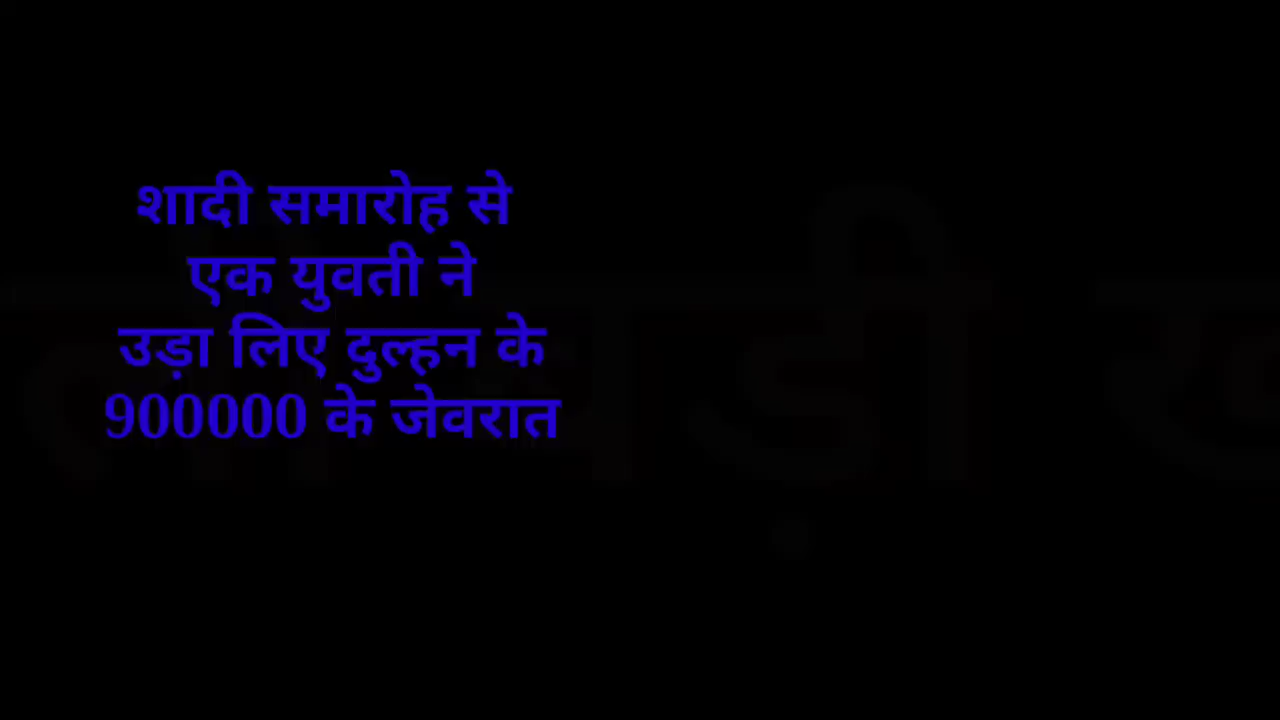 शादी समारोह से
एक युवती ने
उड़ा लिए दुल्हन के
900000 के जेवरात